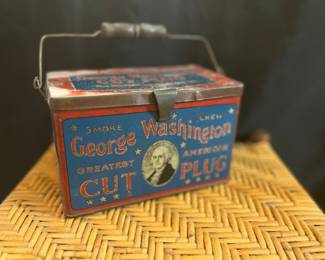 SMOKE CHEW
George Washington
GREATEST AMERICAN
CUT PLUG